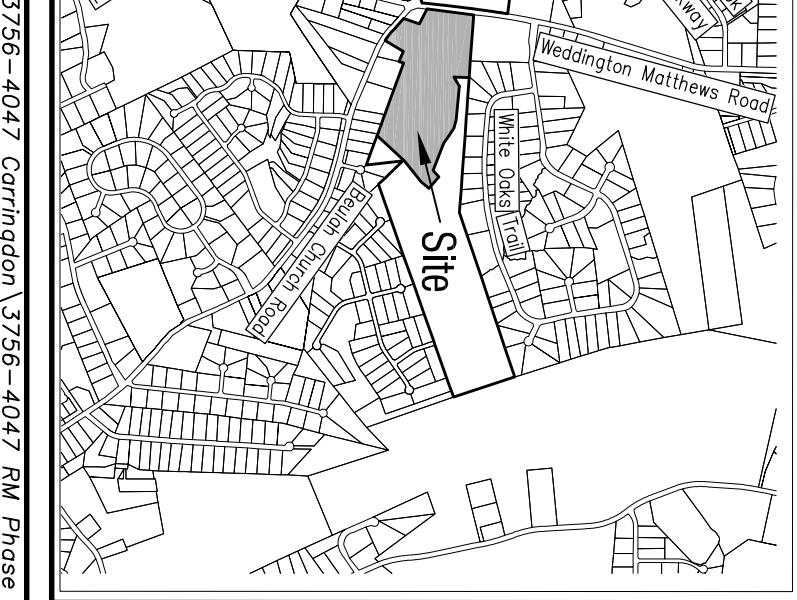 3756-4047 Carringdon \3756-4047 RM Phase
Weddington Matthews Road
White Oaks Trail
Beulah Church Road
Site